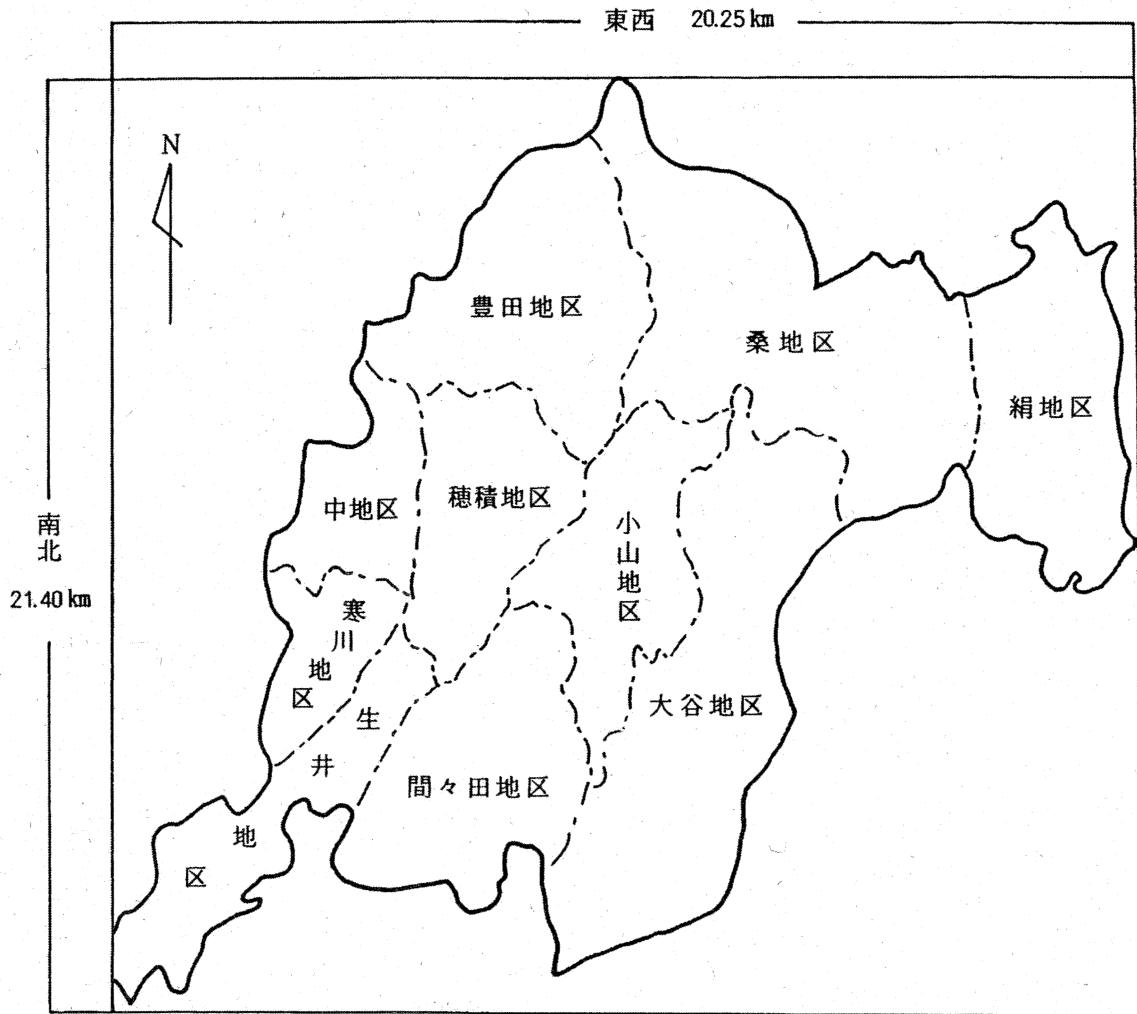 東西 20.25km
N
豊田地区
桑地区
絹地区
中地区
穂積地区
小山地区
南北
21.40km
寒川地区
大谷地区
生井地区
間々田地区